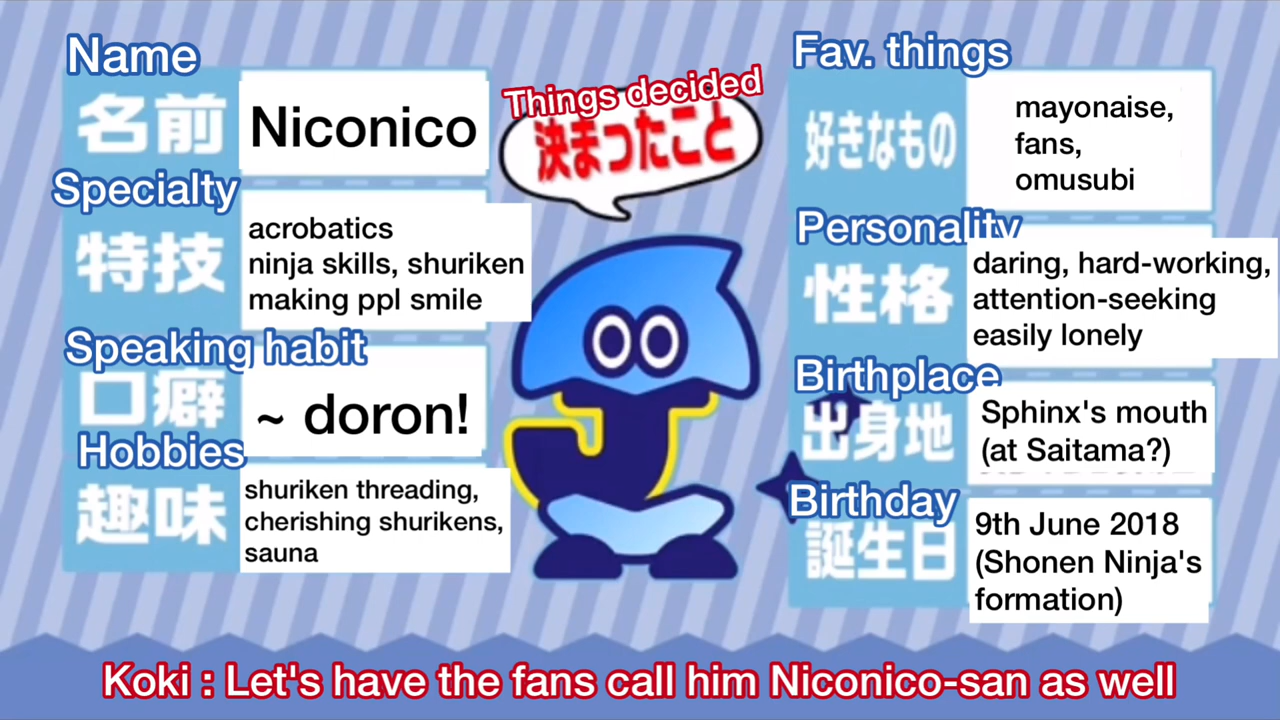 Name
名前
Niconico
Specialty
特技
acrobatics
ninja skills, shuriken
making ppl smile
Speaking habit
口癖
~ doron!
Hobbies
趣味
shuriken threading,
cherishing shurikens,
sauna
Things decided
決まったこと
Fav. things
好きなもの
mayonaise,
fans,
omusubi
Personality
性格
daring, hard-working,
attention-seeking
easily lonely
Birthplace
出身地
Sphinx's mouth
(at Saitama?)
Birthday
誕生日
9th June 2018
(Shonen Ninja's
formation)
Koki : Let's have the fans call him Niconico-san as well